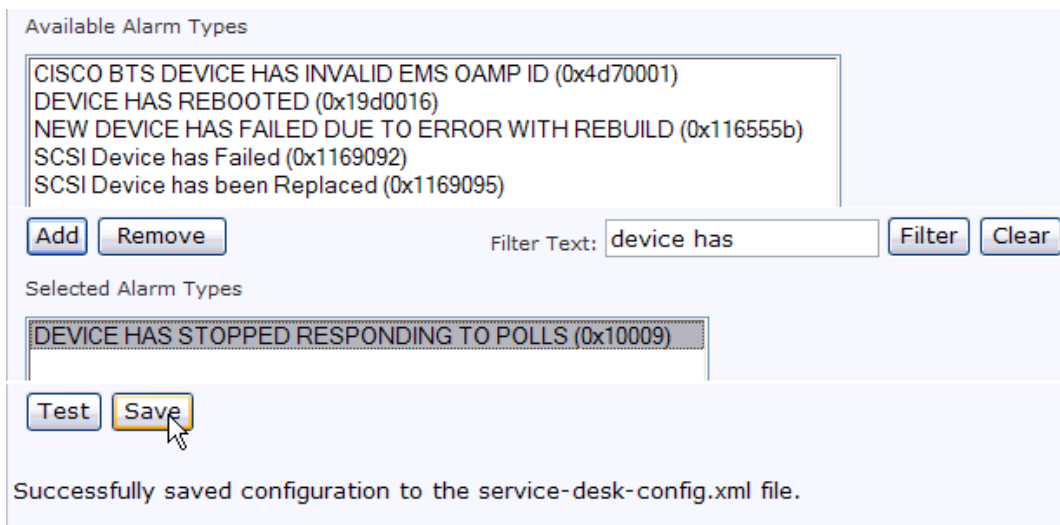 Available Alarm Types
CISCO BTS DEVICE HAS INVALID EMS OAMP ID (0x4d70001)
DEVICE HAS REBOOTED (0x19d0016)
NEW DEVICE HAS FAILED DUE TO ERROR WITH REBUILD (0x116555b)
SCSI Device has Failed (0x1169092)
SCSI Device has been Replaced (0x1169095)
Add Remove Filter Text: device has Filter Clear
Selected Alarm Types
DEVICE HAS STOPPED RESPONDING TO POLLS (0x10009)
Test Save
Successfully saved configuration to the service-desk-config.xml file.